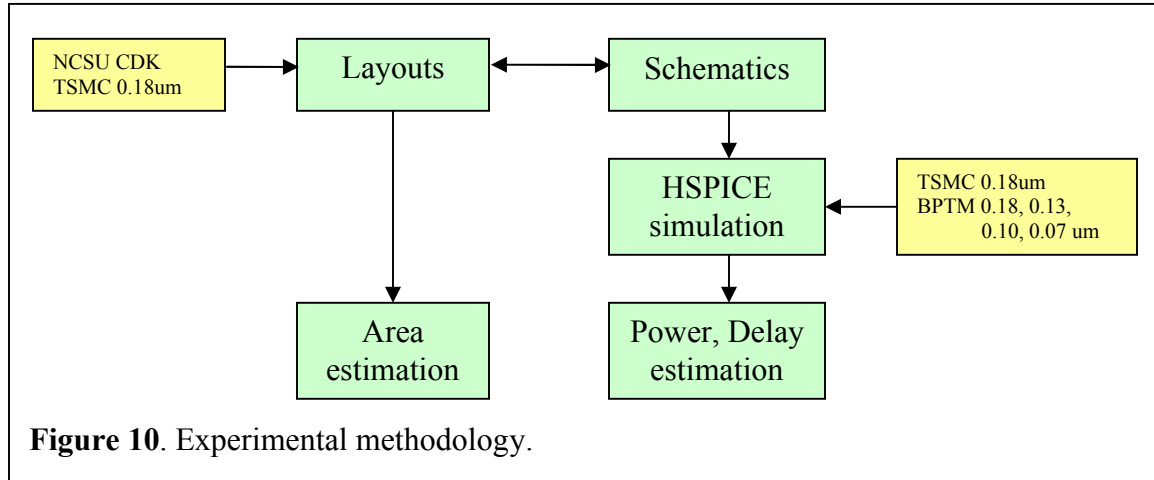 NCSU CDK
TSMC 0.18um
Layouts
Schematics
HSPICE
simulation
TSMC 0.18um
BPTM 0.18, 0.13,
0.10, 0.07 um
Area
estimation
Power, Delay
estimation
Figure 10. Experimental methodology.